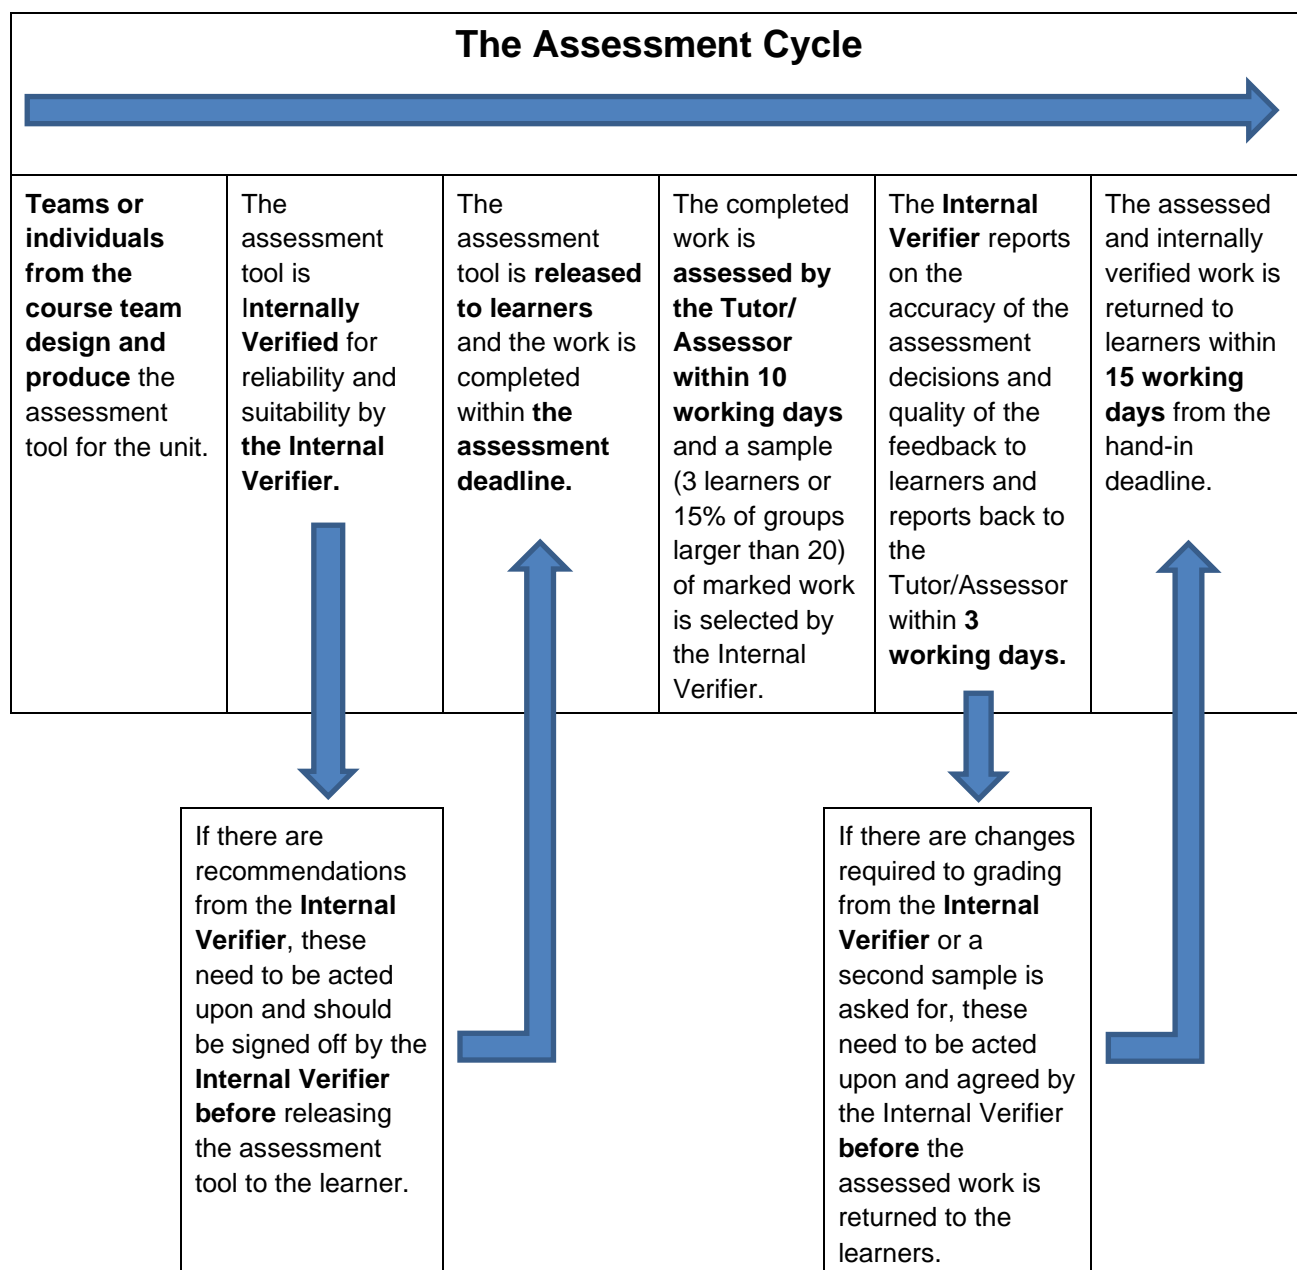 The Assessment Cycle
Teams or
individuals
from the
course team
design and
produce the
assessment
tool for the unit.
The
assessment
tool is
Internally
Verified for
reliability and
suitability by
the Internal
Verifier.
The
assessment
tool is released
to learners
and the work is
completed
within the
assessment
deadline.
The completed
work is
assessed by
the Tutor/
Assessor
within 10
working days
and a sample
(3 learners or
15% of groups
larger than 20)
of marked work
is selected by
the Internal
Verifier.
The Internal
Verifier reports
on the
accuracy of the
assessment
decisions and
quality of the
feedback to
learners and
reports back to
the
Tutor/Assessor
within 3
working days.
The assessed
and internally
verified work is
returned to
learners within
15 working
days from the
hand-in
deadline.
If there are
recommendations
from the Internal
Verifier, these
need to be acted
upon and should
be signed off by the
Internal Verifier
before releasing
the assessment
tool to the learner.
If there are changes
required to grading
from the Internal
Verifier or a
second sample is
asked for, these
need to be acted
upon and agreed by
the Internal Verifier
before the
assessed work is
returned to the
learners.